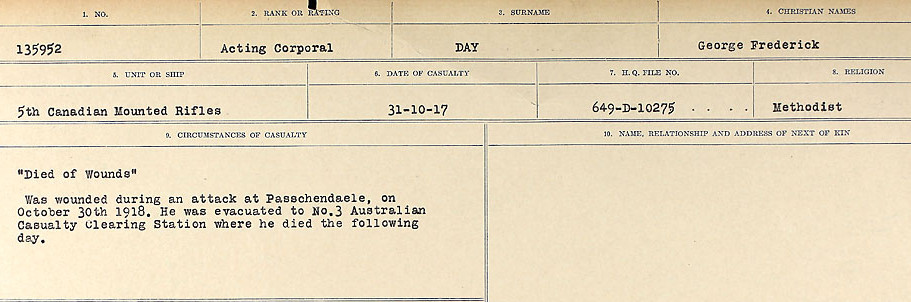 1. NO. 2. RANK OR RATING 3. SURNAME 4. CHRISTIAN NAMES
135952 Acting Corporal DAY George Frederick
5. UNIT OR SHIP 6. DATE OF CASUALTY 7. H. Q. FILE NO. 8. RELIGION
5th Canadian Mounted Rifles 31-10-17 649-D-10275 . . . . Methodist
9. CIRCUMSTANCES OF CASUALTY 10. NAME, RELATIONSHIP AND ADDRESS OF NEXT OF KIN
"Died of Wounds"
Was wounded during an attack at Passchendaele, on
October 30th 1918. He was evacuated to No.3 Australian
Casualty Clearing Station where he died the following
day.